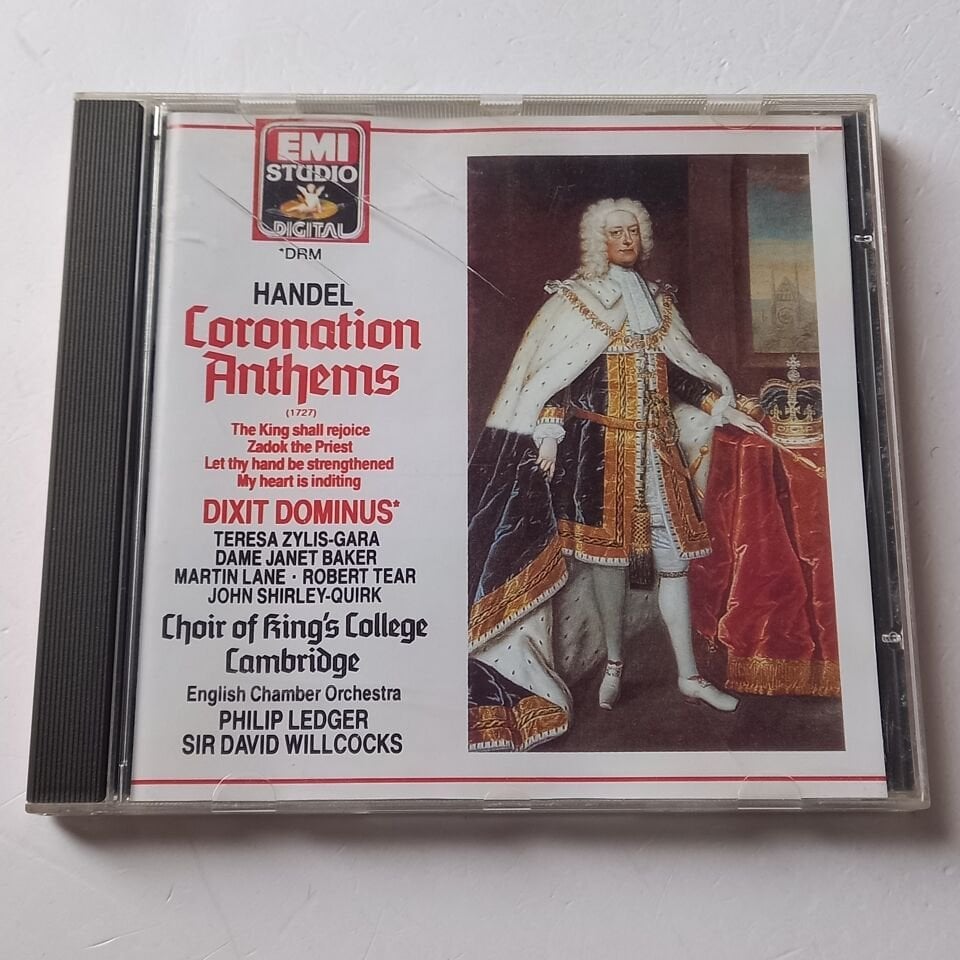 EMI
STUDIO
DIGITAL
*DRM
HANDEL
Coronation
Anthems
(1727)
The King shall rejoice
Zadok the Priest
Let thy hand be strengthened
My heart is inditing
DIXIT DOMINUS*
TERESA ZYLIS-GARA
DAME JANET BAKER
MARTIN LANE · ROBERT TEAR
JOHN SHIRLEY-QUIRK
Choir of King's College
Cambridge
English Chamber Orchestra
PHILIP LEDGER
SIR DAVID WILLCOCKS